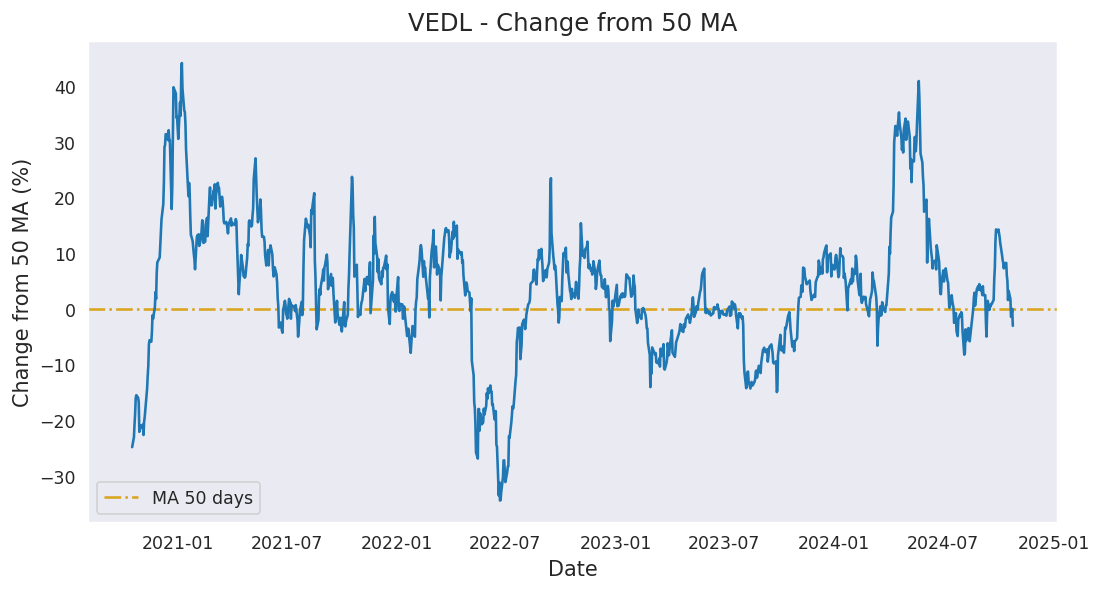 VEDL - Change from 50 MA
Change from 50 MA (%)
40
30
20
10
0
−10
−20
−30
MA 50 days
2021-01 2021-07 2022-01 2022-07 2023-01 2023-07 2024-01 2024-07 2025-01
Date